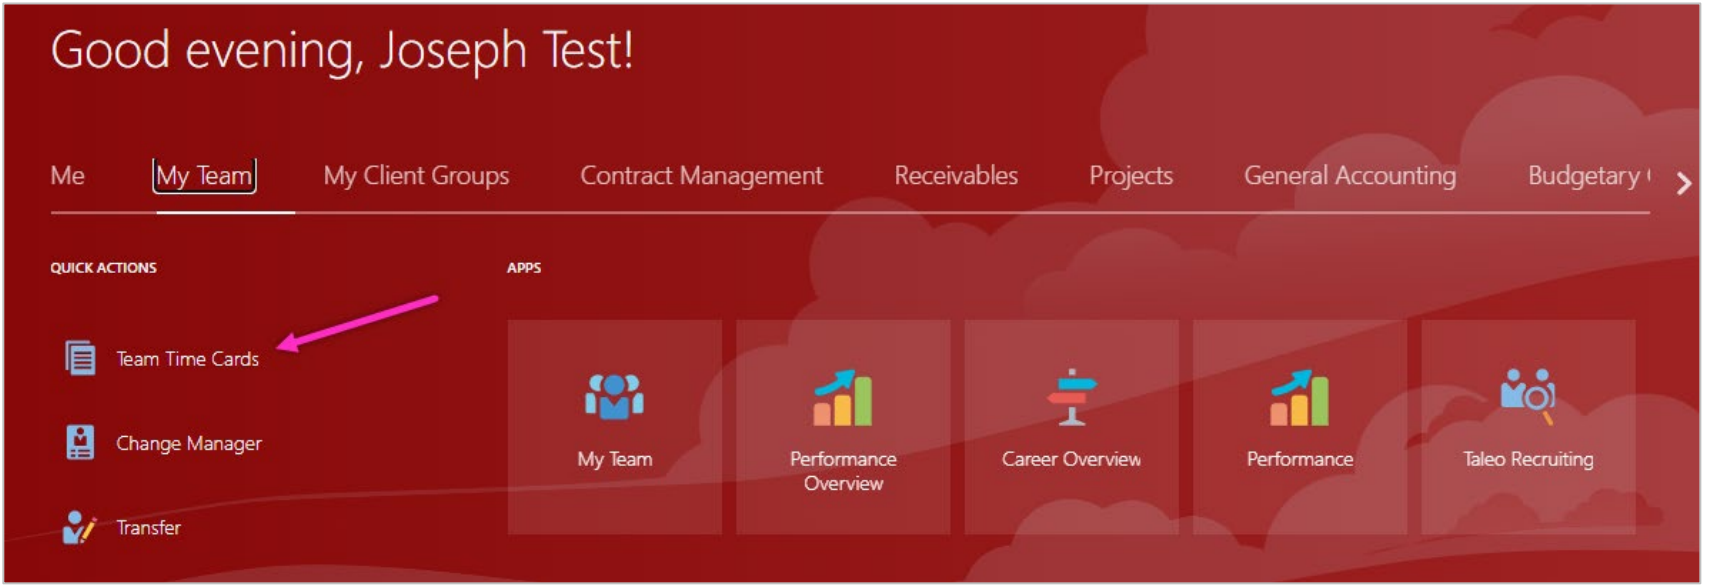 Good evening, Joseph Test!
Me My Team My Client Groups Contract Management Receivables Projects General Accounting Budgetary
QUICK ACTIONS
APPS
Team Time Cards
Change Manager
Transfer
My Team
Performance
Overview
Career Overview
Performance
Taleo Recruiting